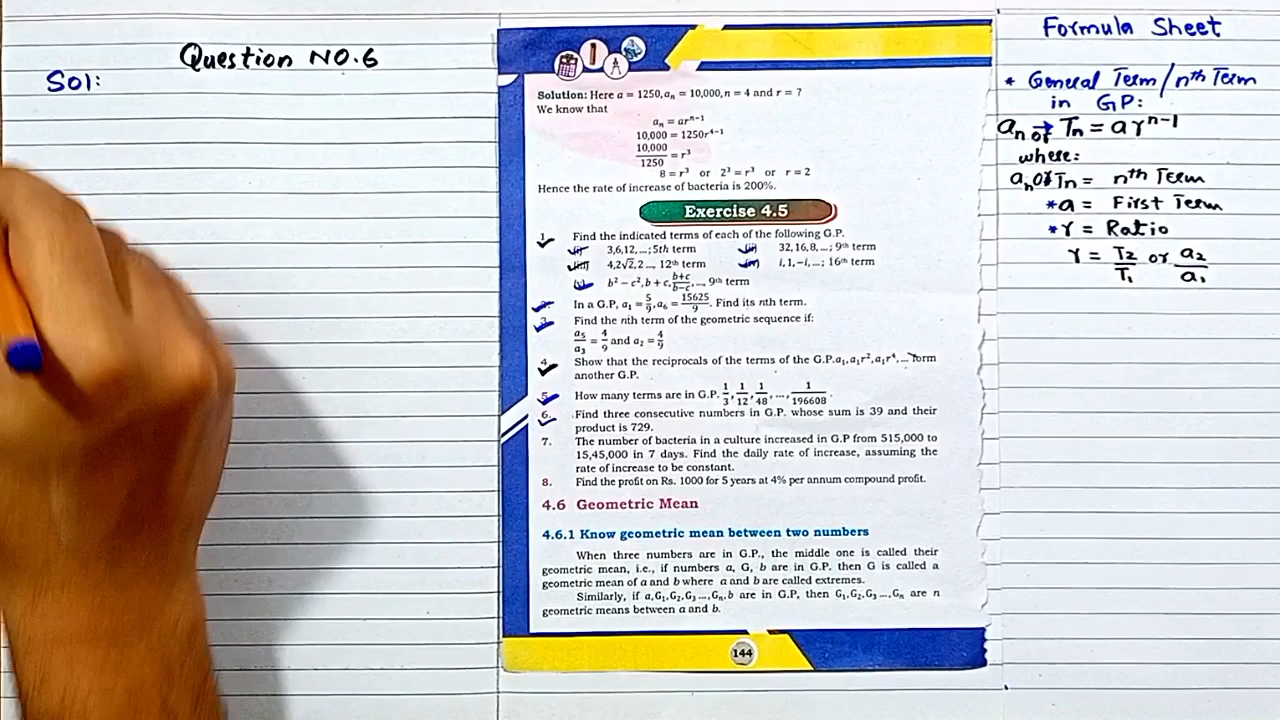 Question NO.6
Sol:
Solution: Here a = 1250, aₙ = 10,000, n = 4 and r = ?
We know that
aₙ = arⁿ⁻¹
10,000 = 1250r⁴⁻¹
10,000/1250 = r³
8 = r³ or 2³ = r³ or r = 2
Hence the rate of increase of bacteria is 200%.
Exercise 4.5
1. Find the indicated terms of each of the following G.P.
(i) 3,6,12,...; 5th term (ii) 32,16,8,...; 9th term
(iii) 4,2√2,2..., 12th term (iv) i,1,−i,...; 16th term
(v) b² − c², b + c, (b+c)/(b−c), ..., 9th term
2. In a G.P, a₁ = 5/9, a₆ = 15625/9. Find its nth term.
3. Find the nth term of the geometric sequence if:
a₅/a₃ = 4/9 and a₂ = 4/9
4. Show that the reciprocals of the terms of the G.P. a₁, a₁r², a₁r⁴, ... form
another G.P.
5. How many terms are in G.P. 1/3, 1/12, 1/48, ..., 1/196608.
6. Find three consecutive numbers in G.P. whose sum is 39 and their
product is 729.
7. The number of bacteria in a culture increased in G.P from 515,000 to
15,45,000 in 7 days. Find the daily rate of increase, assuming the
rate of increase to be constant.
8. Find the profit on Rs. 1000 for 5 years at 4% per annum compound profit.
4.6 Geometric Mean
4.6.1 Know geometric mean between two numbers
When three numbers are in G.P., the middle one is called their
geometric mean, i.e., if numbers a, G, b are in G.P. then G is called a
geometric mean of a and b where a and b are called extremes.
Similarly, if a,G₁,G₂,G₃ ...,Gₙ,b are in G.P, then G₁,G₂,G₃ ...,Gₙ are n
geometric means between a and b.
144
Formula Sheet
* General Term/nth Term
in GP:
aₙ or Tₙ = arⁿ⁻¹
where:
aₙ or Tₙ = nth Term
* a = First Term
* r = Ratio
r = T₂/T₁ or a₂/a₁